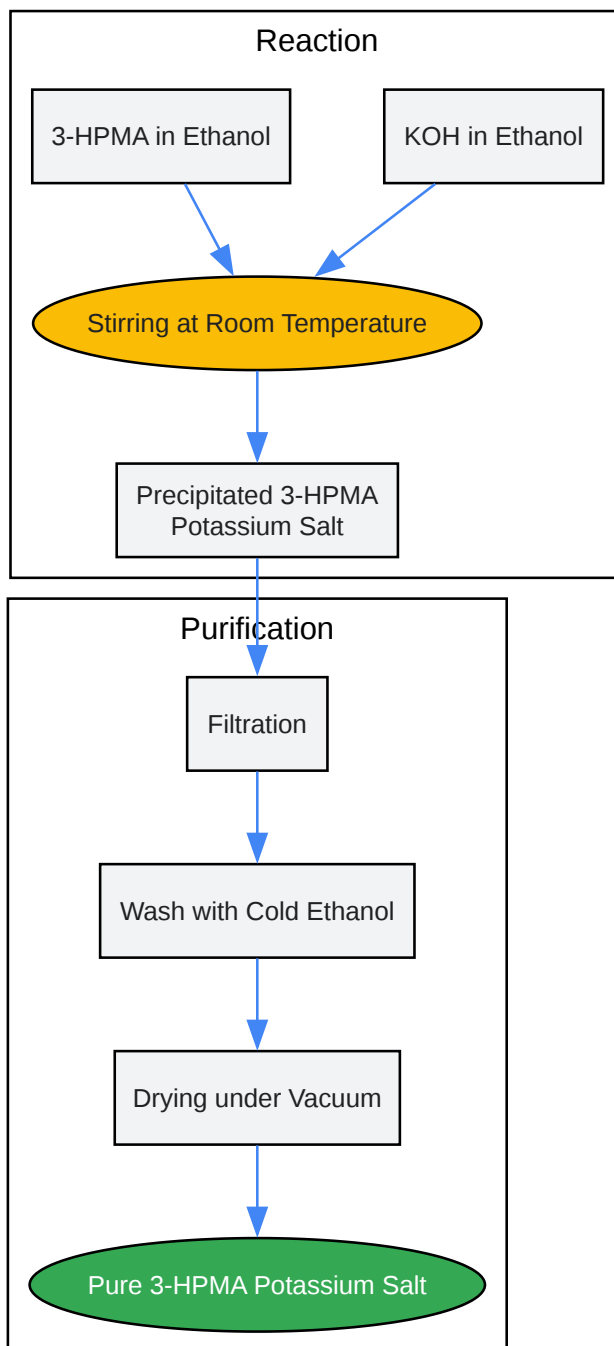 Reaction
3-HPMA in Ethanol
KOH in Ethanol
Stirring at Room Temperature
Precipitated 3-HPMA
Potassium Salt
Purification
Filtration
Wash with Cold Ethanol
Drying under Vacuum
Pure 3-HPMA Potassium Salt